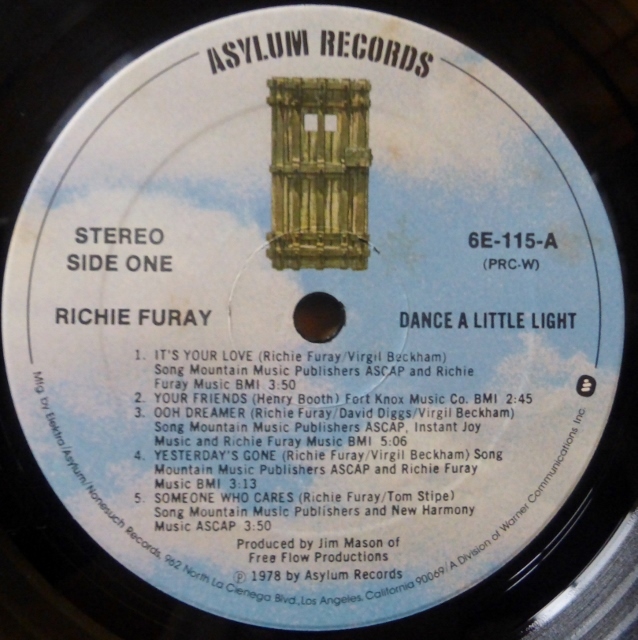 ASYLUM RECORDS
STEREO
SIDE ONE
6E-115-A
(PRC-W)
RICHIE FURAY
DANCE A LITTLE LIGHT
1. IT'S YOUR LOVE (Richie Furay/Virgil Beckham)
Song Mountain Music Publishers ASCAP and Richie
Furay Music BMI 3:50
2. YOUR FRIENDS (Henry Booth) Fort Knox Music Co. BMI 2:45
3. OOH DREAMER (Richie Furay/David Diggs/Virgil Beckham)
Song Mountain Music Publishers ASCAP, Instant Joy
Music and Richie Furay Music BMI 5:06
4. YESTERDAY'S GONE (Richie Furay/Virgil Beckham) Song
Mountain Music Publishers ASCAP and Richie Furay
Music BMI 3:13
5. SOMEONE WHO CARES (Richie Furay/Tom Stipe)
Song Mountain Music Publishers and New Harmony
Music ASCAP 3:50
Produced by Jim Mason of
Free Flow Productions
℗ 1978 by Asylum Records
Mfg. by Elektra/Asylum/Nonesuch Records, 962 North La Cienega Blvd., Los Angeles, California 90069/A Division of Warner Communications Inc.